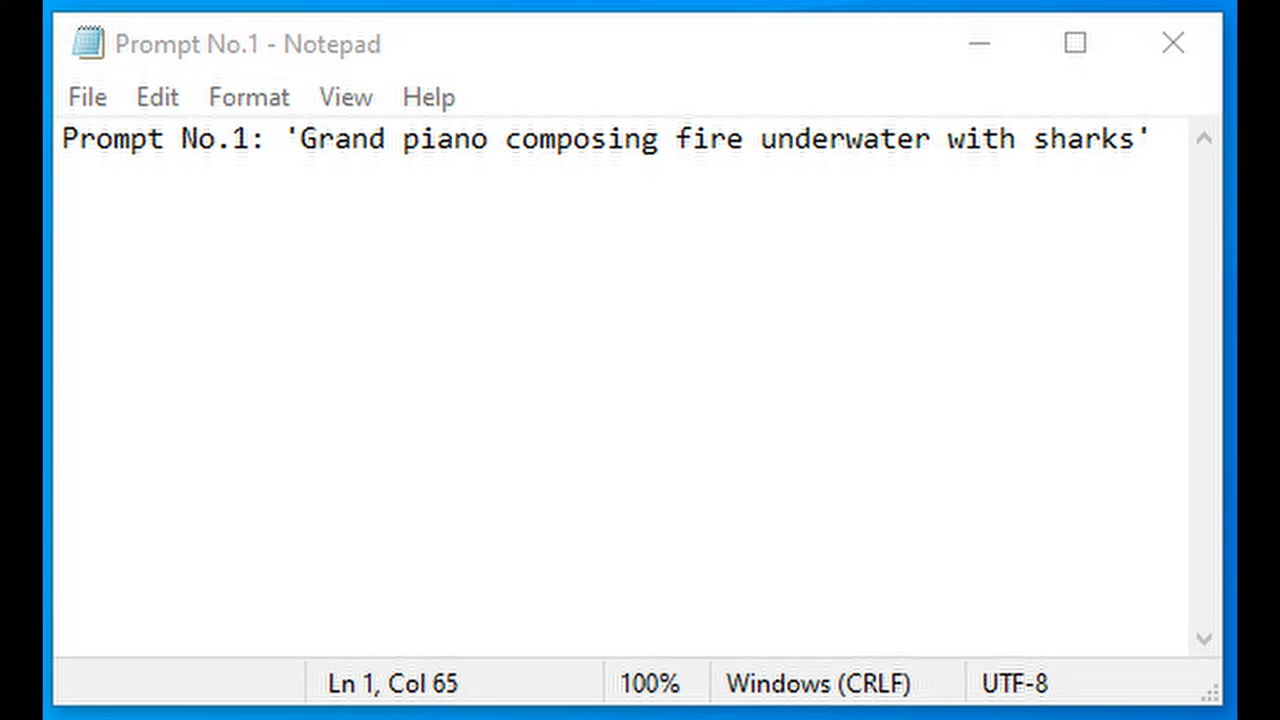 Prompt No.1 - Notepad
File Edit Format View Help
Prompt No.1: 'Grand piano composing fire underwater with sharks'
Ln 1, Col 65 100% Windows (CRLF) UTF-8